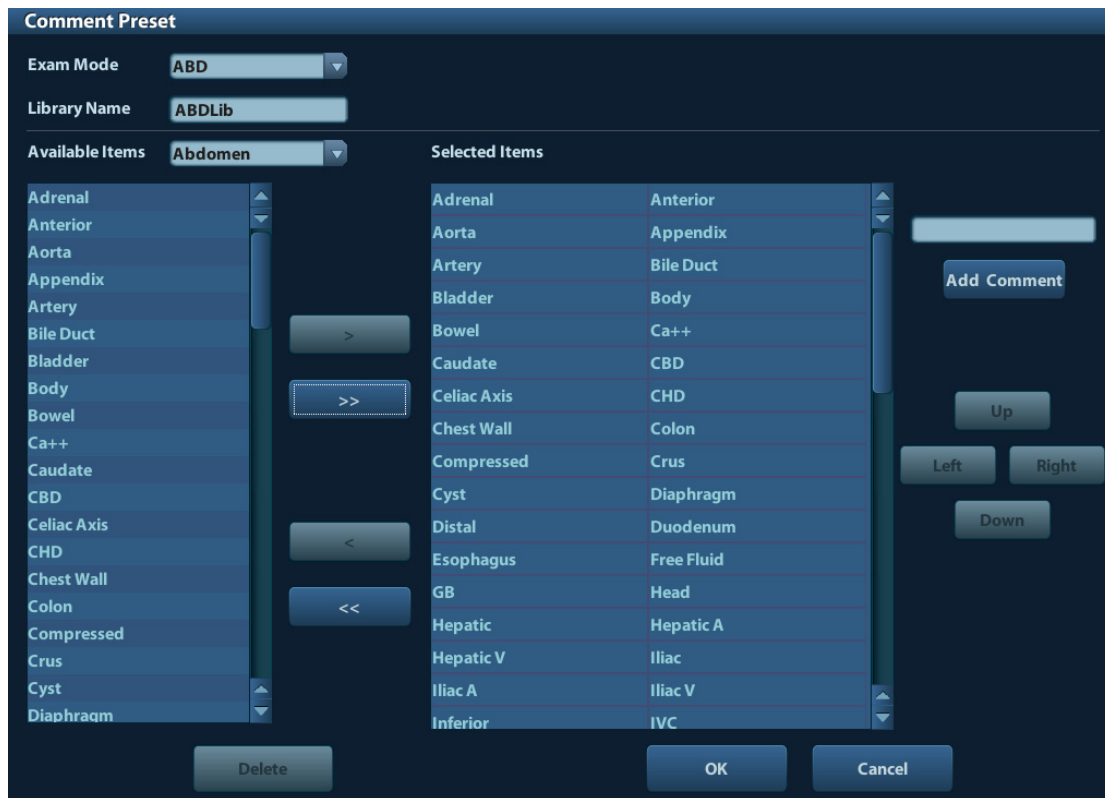 Comment Preset
Exam Mode ABD
Library Name ABDLib
Available Items Abdomen
Selected Items
Adrenal
Anterior
Aorta
Appendix
Artery
Bile Duct
Bladder
Body
Bowel
Ca++
Caudate
CBD
Celiac Axis
CHD
Chest Wall
Colon
Compressed
Crus
Cyst
Diaphragm
>
>>
<
<<
Adrenal Anterior
Aorta Appendix
Artery Bile Duct
Bladder Body
Bowel Ca++
Caudate CBD
Celiac Axis CHD
Chest Wall Colon
Compressed Crus
Cyst Diaphragm
Distal Duodenum
Esophagus Free Fluid
GB Head
Hepatic Hepatic A
Hepatic V Iliac
Iliac A Iliac V
Inferior IVC
Add Comment
Up
Left Right
Down
Delete OK Cancel